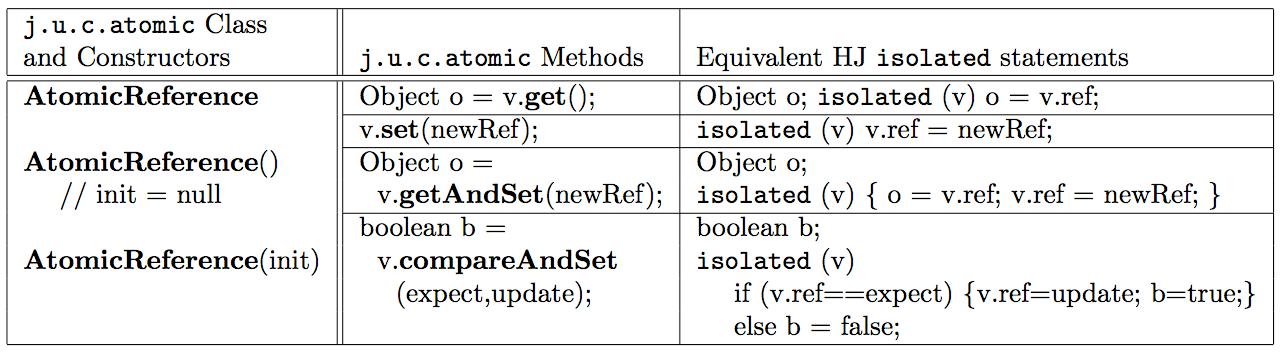 j.u.c.atomic Class
and Constructors
j.u.c.atomic Methods
Equivalent HJ isolated statements
AtomicReference
Object o = v.get();
Object o; isolated (v) o = v.ref;
v.set(newRef);
isolated (v) v.ref = newRef;
AtomicReference()
// init = null
Object o =
v.getAndSet(newRef);
Object o;
isolated (v) { o = v.ref; v.ref = newRef; }
AtomicReference(init)
boolean b =
v.compareAndSet
(expect,update);
boolean b;
isolated (v)
if (v.ref==expect) {v.ref=update; b=true;}
else b = false;